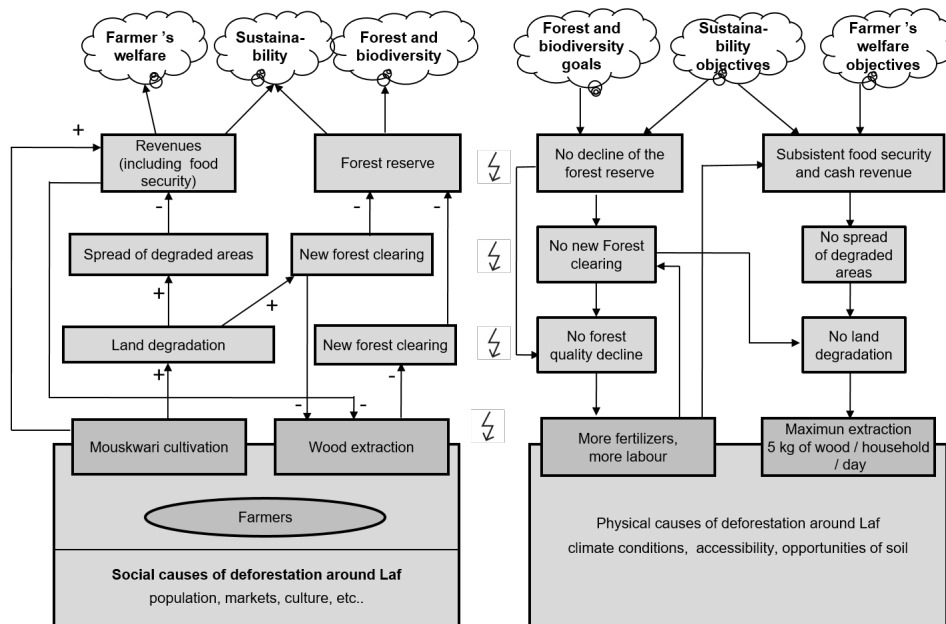 Farmer 's
welfare
Sustaina-
bility
Forest and
biodiversity
Forest and
biodiversity
goals
Sustaina-
bility
objectives
Farmer 's
welfare
objectives
+
Revenues
(including food
security)
Forest reserve
No decline of the
forest reserve
Subsistent food security
and cash revenue
-
-
-
Spread of degraded areas
New forest clearing
No new Forest
clearing
No spread
of degraded
areas
+
+
Land degradation
New forest clearing
No forest
quality decline
No land
degradation
+
-
-
-
Mouskwari cultivation
Wood extraction
More fertilizers,
more labour
Maximun extraction
5 kg of wood / household
/ day
Farmers
Physical causes of deforestation around Laf
climate conditions, accessibility, opportunities of soil
Social causes of deforestation around Laf
population, markets, culture, etc..